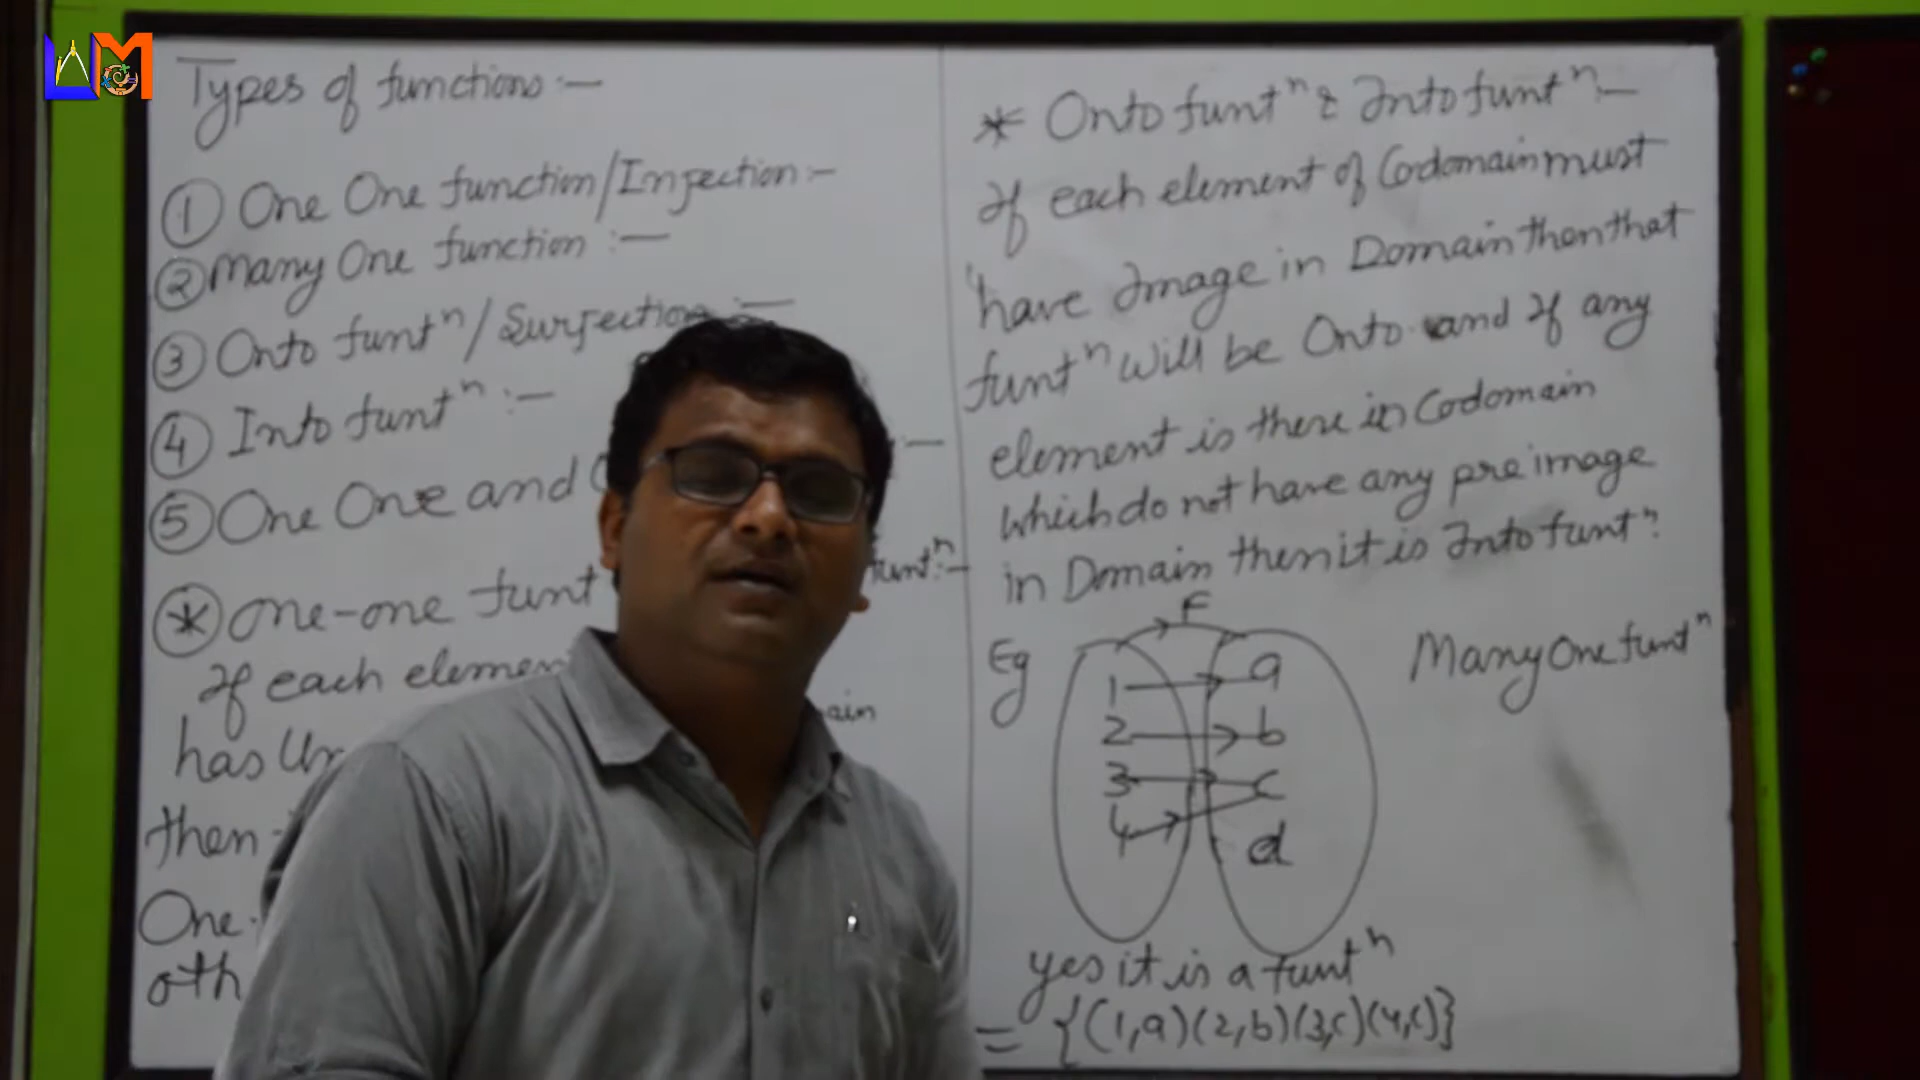 Types of functions :-
① One One function/Injection :-
② Many One function :-
③ Onto funtⁿ/Surjection :-
④ Into funtⁿ :-
⑤ One One and
* One-one funt funtⁿ :-
If each elemen
has ain
then
One-
oth
* Onto funtⁿ & Into funtⁿ :-
If each element of Codomain must
have Image in Domain then that
funtⁿ will be Onto and If any
element is there in Codomain
which do not have any pre image
in Domain then it is Into funtⁿ.
F
Eg
Many One funtⁿ
1 a
2 b
3 c
4 d
yes it is a funtⁿ
= {(1,a)(2,b)(3,c)(4,c)}